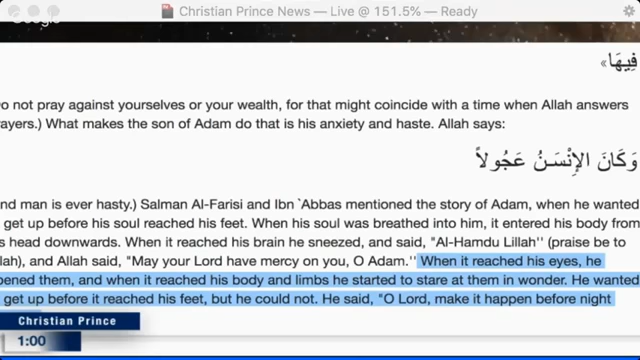 Christian Prince News — Live @ 151.5% — Ready
Google
فِيهَا»
o not pray against yourselves or your wealth, for that might coincide with a time when Allah answers
rayers.) What makes the son of Adam do that is his anxiety and haste. Allah says:
وَكَانَ الإِنْسَـنُ عَجُولاً
nd man is ever hasty.) Salman Al-Farisi and Ibn `Abbas mentioned the story of Adam, when he wanted
get up before his soul reached his feet. When his soul was breathed into him, it entered his body from
s head downwards. When it reached his brain he sneezed, and said, "Al-Hamdu Lillah'' (praise be to
lah), and Allah said, "May your Lord have mercy on you, O Adam.'' When it reached his eyes, he
pened them, and when it reached his body and limbs he started to stare at them in wonder. He wanted
get up before it reached his feet, but he could not. He said, "O Lord, make it happen before night
Christian Prince
1:00